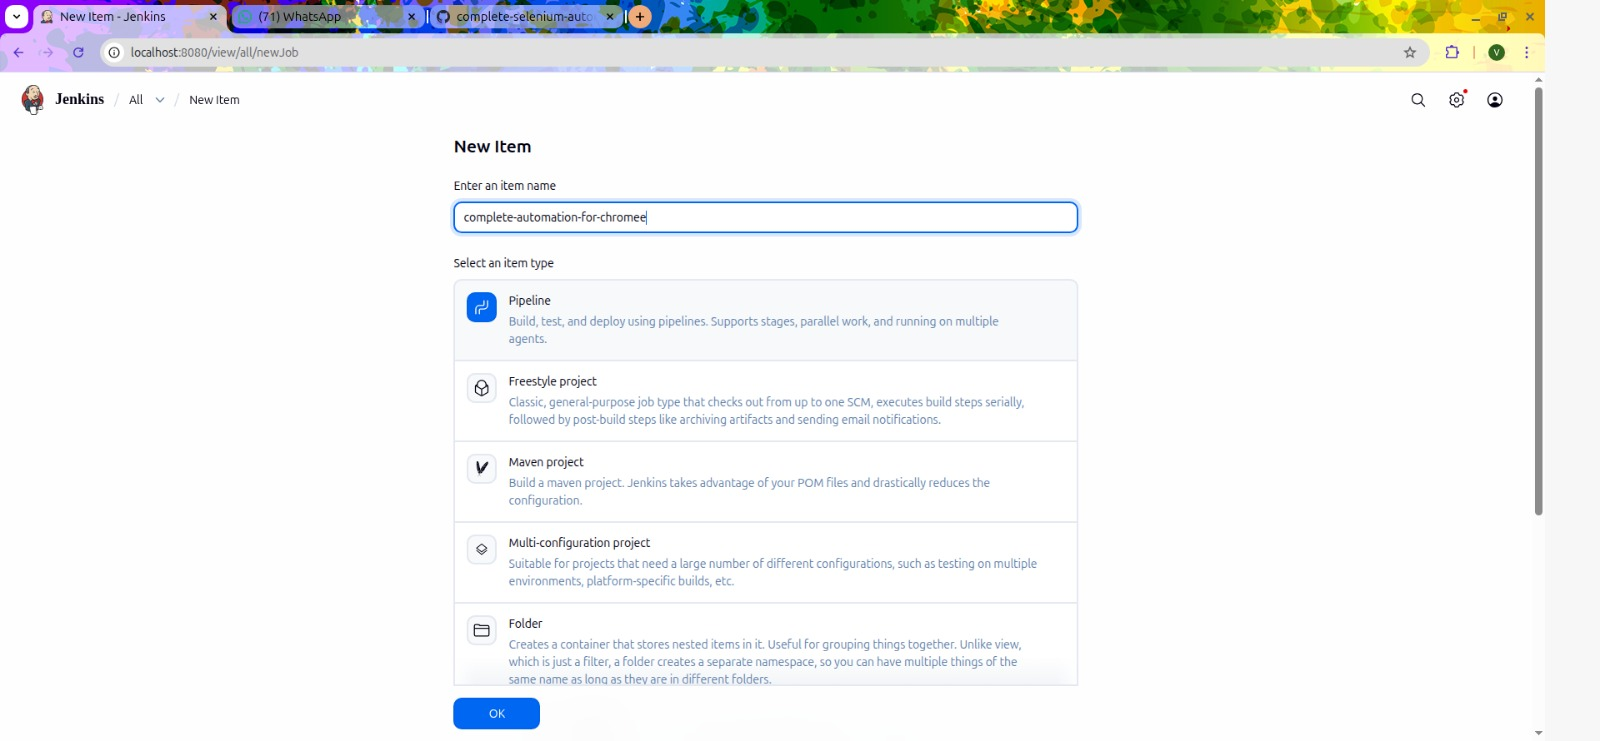 New Item - Jenkins
(71) WhatsApp
complete-selenium-auto
localhost:8080/view/all/newJob
V
Jenkins / All / New Item
New Item
Enter an item name
complete-automation-for-chromee
Select an item type
Pipeline
Build, test, and deploy using pipelines. Supports stages, parallel work, and running on multiple
agents.
Freestyle project
Classic, general-purpose job type that checks out from up to one SCM, executes build steps serially,
followed by post-build steps like archiving artifacts and sending email notifications.
Maven project
Build a maven project. Jenkins takes advantage of your POM files and drastically reduces the
configuration.
Multi-configuration project
Suitable for projects that need a large number of different configurations, such as testing on multiple
environments, platform-specific builds, etc.
Folder
Creates a container that stores nested items in it. Useful for grouping things together. Unlike view,
which is just a filter, a folder creates a separate namespace, so you can have multiple things of the
same name as long as they are in different folders.
OK